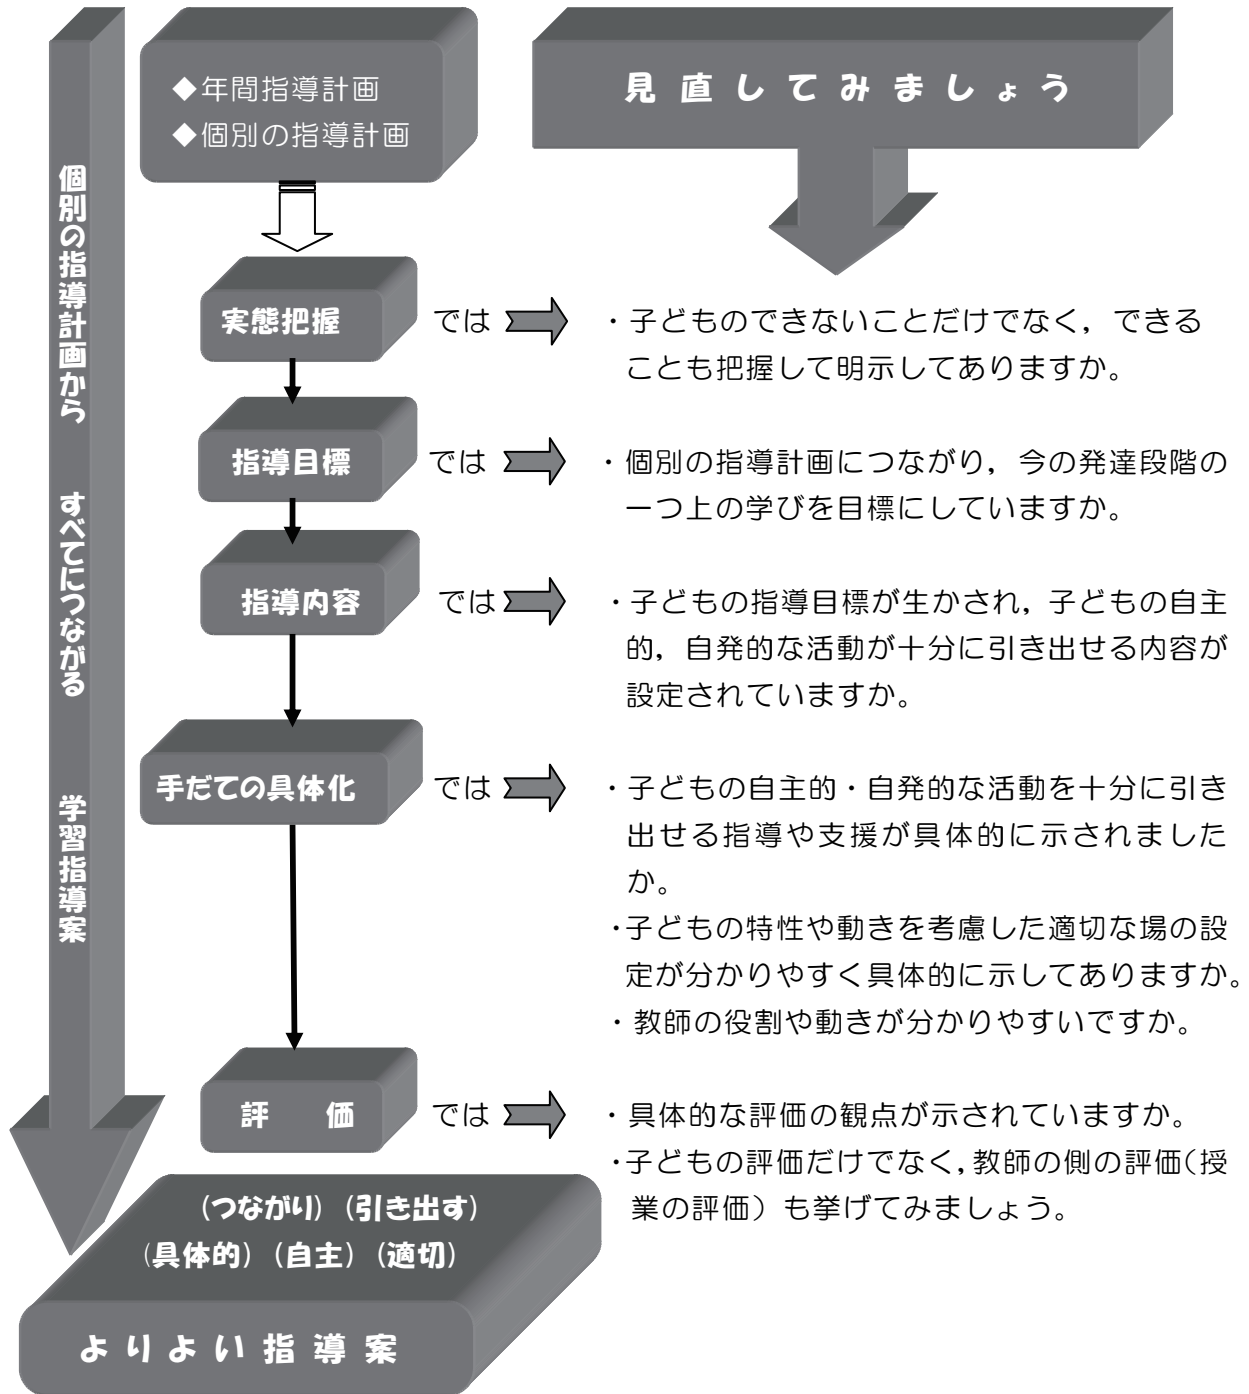 個別の指導計画から　すべてにつながる　学習指導案
◆年間指導計画
◆個別の指導計画
見直してみましょう
実態把握 では
・子どものできないことだけでなく，できる
ことも把握して明示してありますか。
指導目標 では
・個別の指導計画につながり，今の発達段階の
一つ上の学びを目標にしていますか。
指導内容 では
・子どもの指導目標が生かされ，子どもの自主
的，自発的な活動が十分に引き出せる内容が
設定されていますか。
手だての具体化 では
・子どもの自主的・自発的な活動を十分に引き
出せる指導や支援が具体的に示されました
か。
・子どもの特性や動きを考慮した適切な場の設
定が分かりやすく具体的に示してありますか。
・教師の役割や動きが分かりやすいですか。
評　価 では
・具体的な評価の観点が示されていますか。
・子どもの評価だけでなく，教師の側の評価（授
業の評価）も挙げてみましょう。
(つながり)（引き出す）
(具体的)（自主）(適切)
よりよい指導案